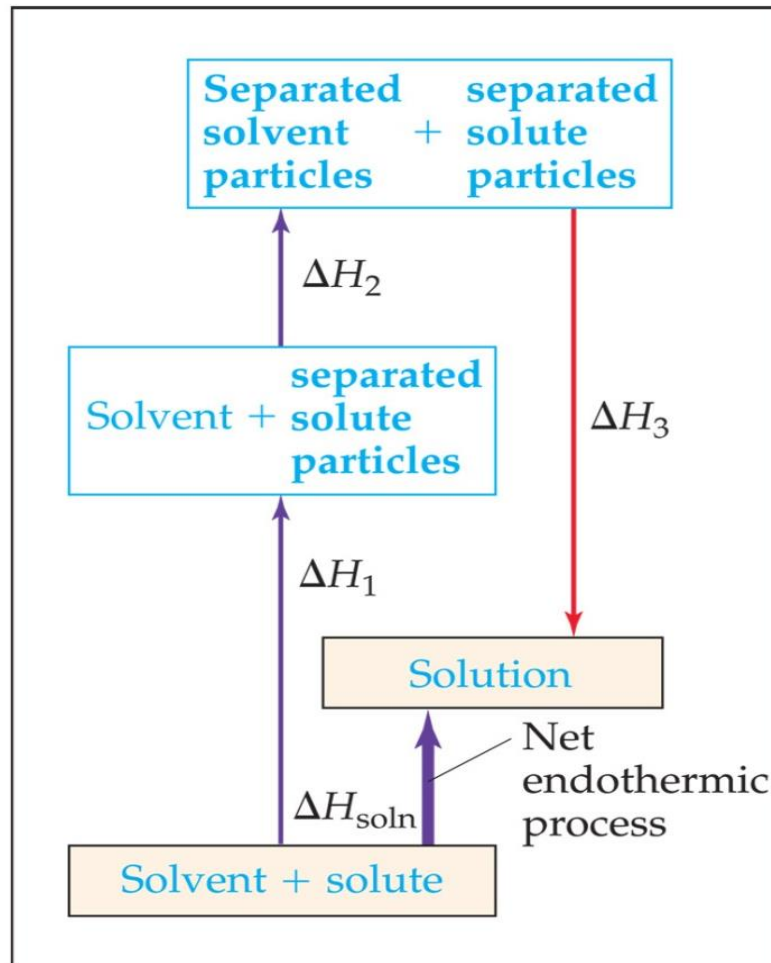 Separated separated
solvent + solute
particles particles
ΔH2
separated
Solvent + solute
particles
ΔH3
ΔH1
Solution
Net
endothermic
process
ΔHsoln
Solvent + solute